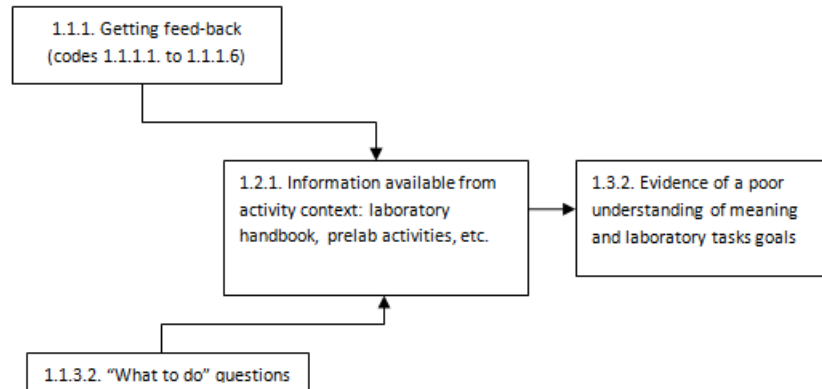 1.1.1. Getting feed-back
(codes 1.1.1.1. to 1.1.1.6)
1.2.1. Information available from
activity context: laboratory
handbook, prelab activities, etc.
1.3.2. Evidence of a poor
understanding of meaning
and laboratory tasks goals
1.1.3.2. “What to do” questions